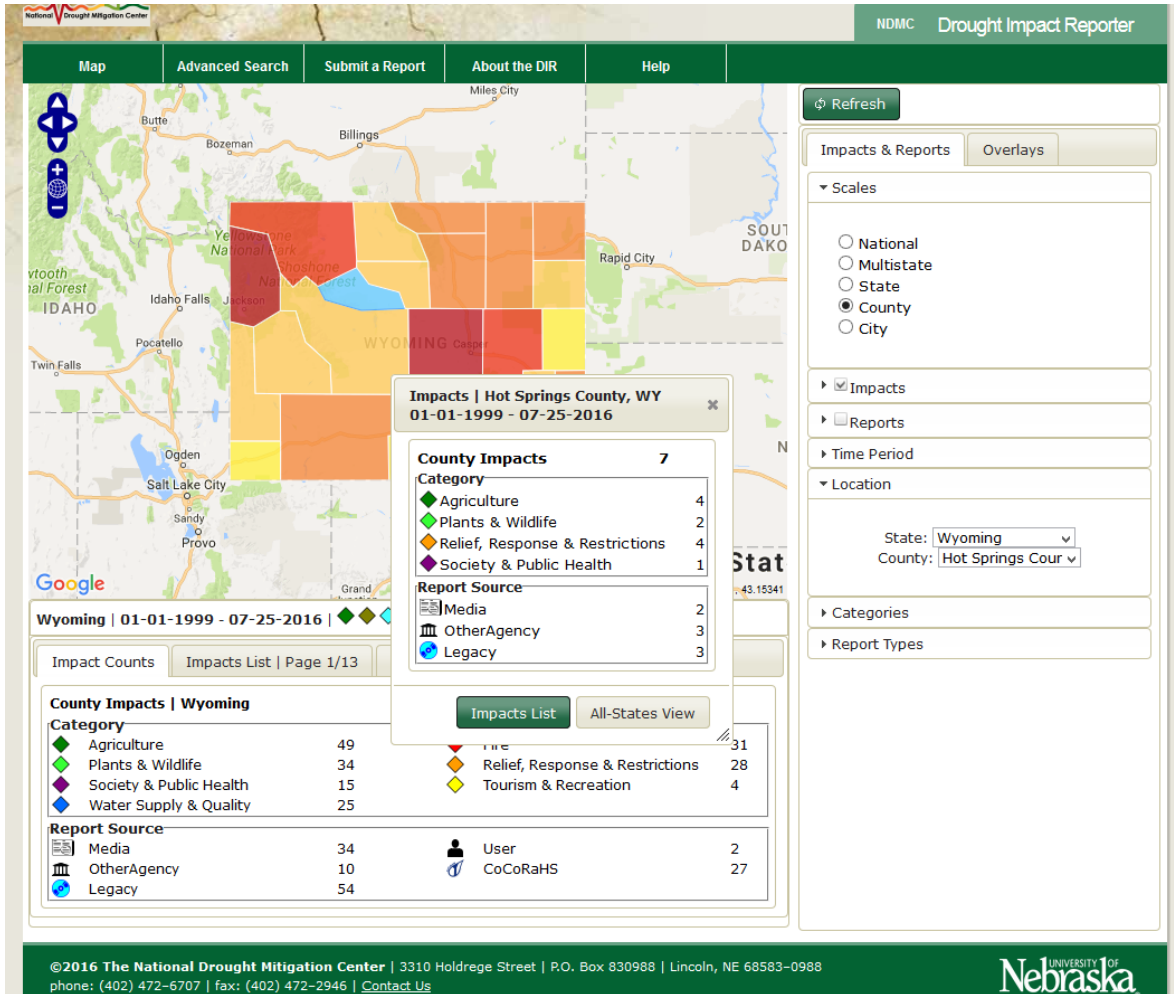 National Drought Mitigation Center
NDMC Drought Impact Reporter
Map Advanced Search Submit a Report About the DIR Help
Miles City
Butte
Billings
Bozeman
Yellowstone
National Park
SOUT
DAKO
Rapid City
Shoshone
National Forest
wtooth
nal Forest
IDAHO
Idaho Falls
Jackson
Pocatello
WYOMING
Casper
Twin Falls
Ogden
Salt Lake City
Sandy
Provo
N
Grand
Stat
43.15341
Google
Impacts | Hot Springs County, WY
01-01-1999 - 07-25-2016
County Impacts 7
Category
Agriculture 4
Plants & Wildlife 2
Relief, Response & Restrictions 4
Society & Public Health 1
Report Source
Media 2
OtherAgency 3
Legacy 3
Impacts List All-States View
Refresh
Impacts & Reports Overlays
Scales
National
Multistate
State
County
City
Impacts
Reports
Time Period
Location
State: Wyoming
County: Hot Springs Cour
Categories
Report Types
Wyoming | 01-01-1999 - 07-25-2016 |
Impact Counts Impacts List | Page 1/13
County Impacts | Wyoming
Category
Agriculture 49 Fire 31
Plants & Wildlife 34 Relief, Response & Restrictions 28
Society & Public Health 15 Tourism & Recreation 4
Water Supply & Quality 25
Report Source
Media 34 User 2
OtherAgency 10 CoCoRaHS 27
Legacy 54
©2016 The National Drought Mitigation Center | 3310 Holdrege Street | P.O. Box 830988 | Lincoln, NE 68583-0988
phone: (402) 472-6707 | fax: (402) 472-2946 | Contact Us
UNIVERSITY OF
Nebraska